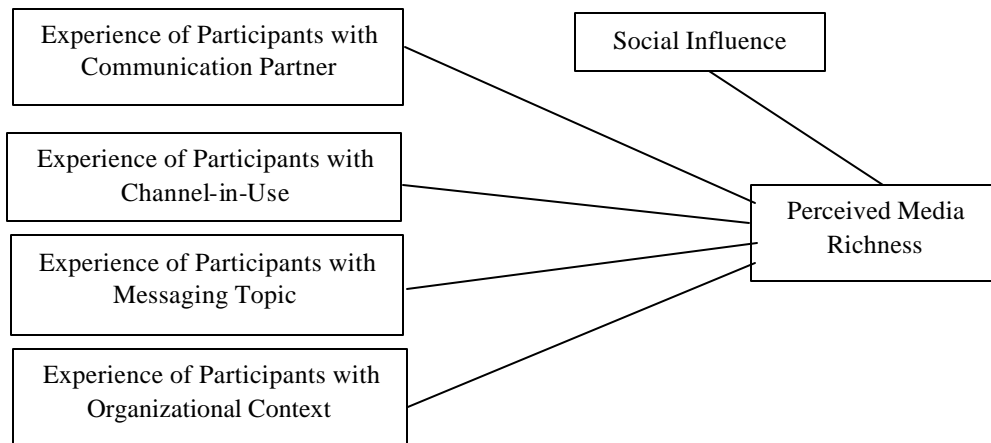 Experience of Participants with
Communication Partner
Social Influence
Experience of Participants with
Channel-in-Use
Perceived Media
Richness
Experience of Participants with
Messaging Topic
Experience of Participants with
Organizational Context